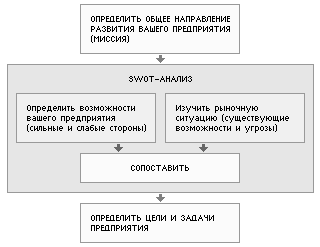 ОПРЕДЕЛИТЬ ОБЩЕЕ НАПРАВЛЕНИЕ
РАЗВИТИЯ ВАШЕГО ПРЕДПРИЯТИЯ
(МИССИЯ)
SWOT-АНАЛИЗ
Определить возможности
вашего предприятия
(сильные и слабые стороны)
Изучить рыночную
ситуацию (существующие
возможности и угрозы)
СОПОСТАВИТЬ
ОПРЕДЕЛИТЬ ЦЕЛИ И ЗАДАЧИ
ПРЕДПРИЯТИЯ